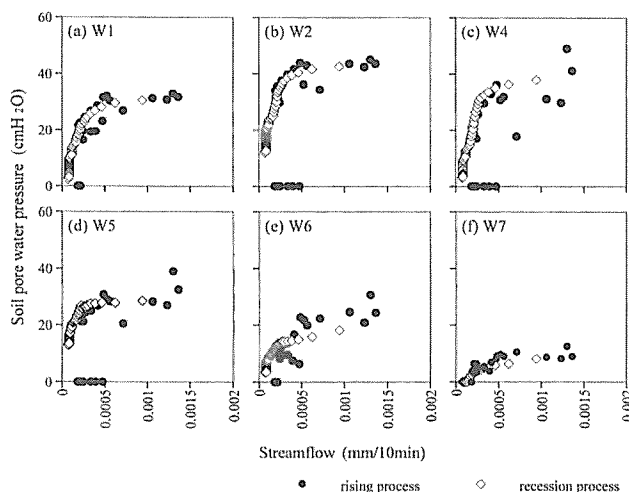 60
40
20
0
(a) W1
(b) W2
(c) W4
Soil pore water pressure (cmH2O)
60
40
20
0
(d) W5
(e) W6
(f) W7
0
0.0005
0.001
0.0015
0.002
0
0.0005
0.001
0.0015
0.002
0
0.0005
0.001
0.0015
0.002
Streamflow (mm/10min)
rising process
recession process